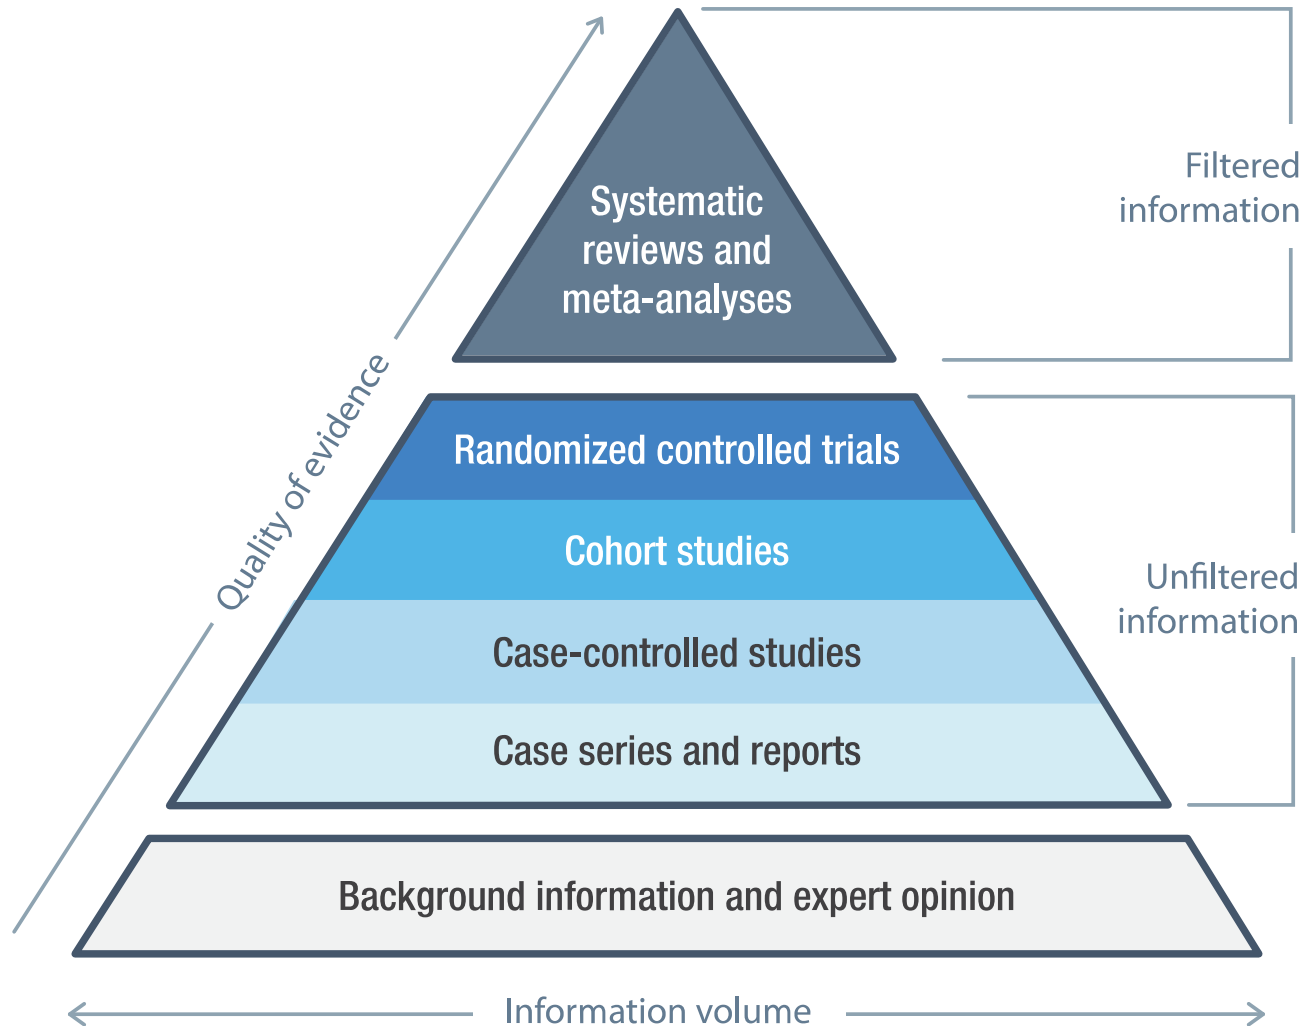 Filtered
information
Systematic
reviews and
meta-analyses
Quality of evidence
Randomized controlled trials
Cohort studies
Unfiltered
information
Case-controlled studies
Case series and reports
Background information and expert opinion
Information volume